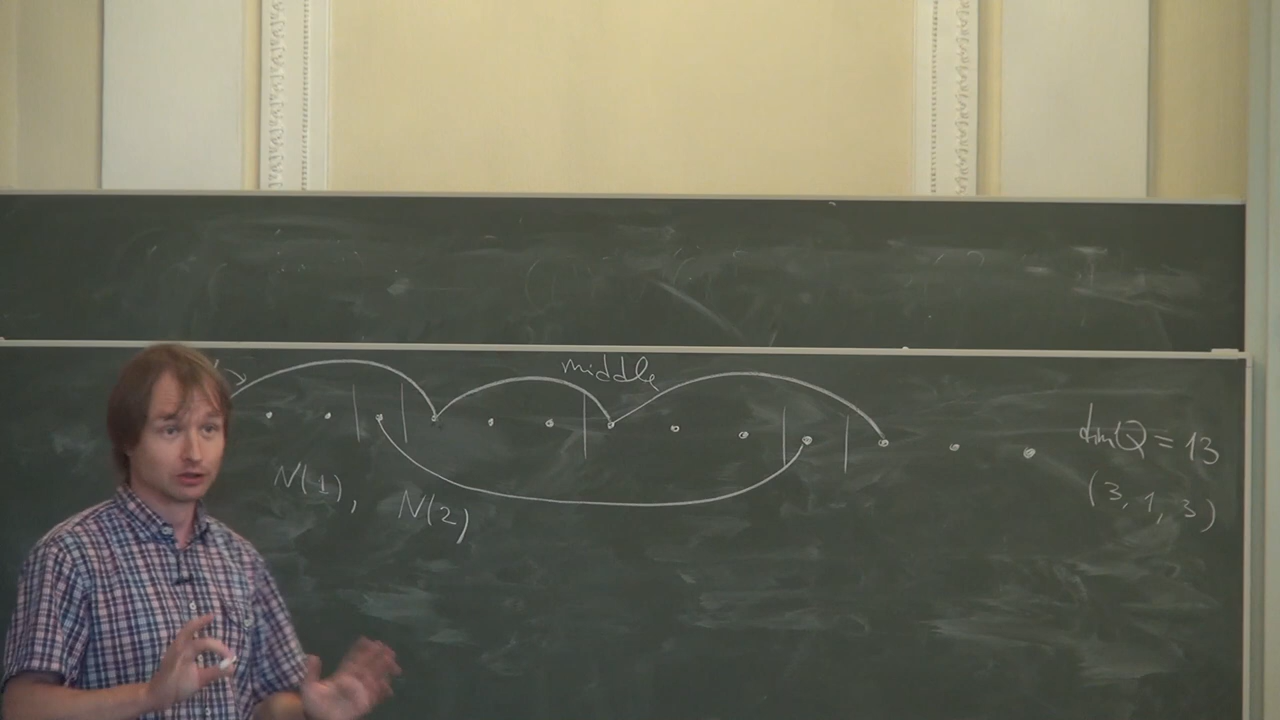 middle
dim Q = 13
N(1), N(2)
(3, 1, 3)